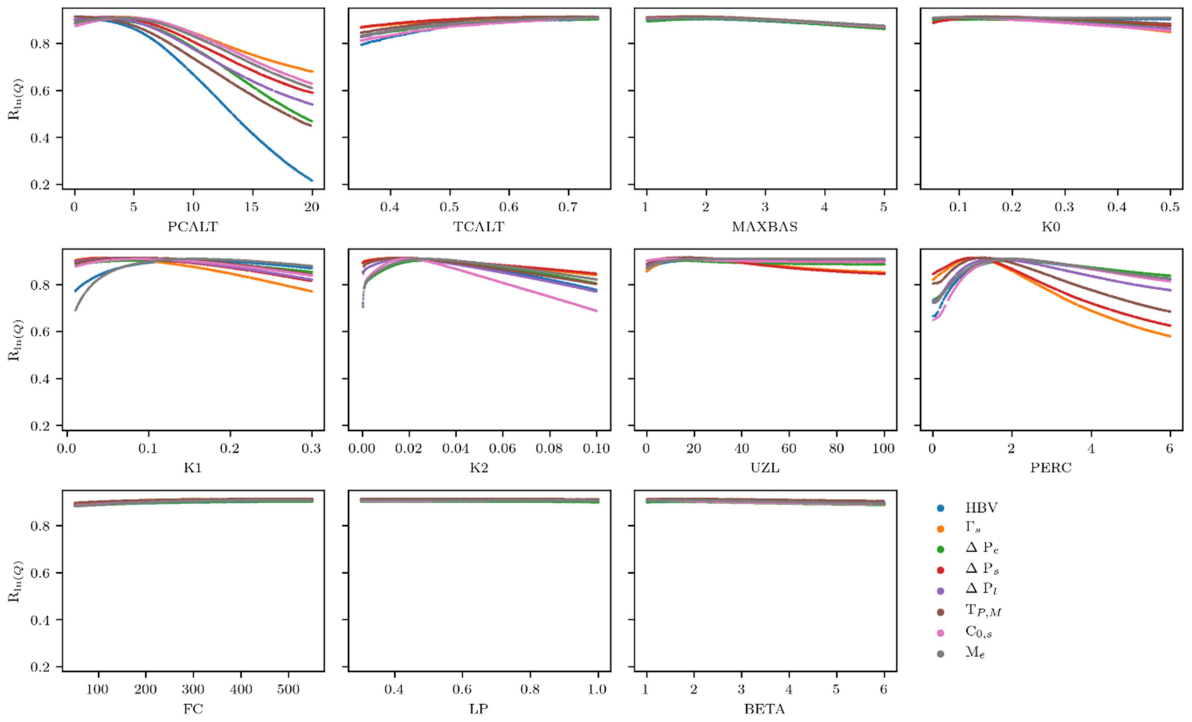 R_ln(Q)
0.8
0.6
0.4
0.2
0 5 10 15 20
PCALT
0.4 0.5 0.6 0.7
TCALT
1 2 3 4 5
MAXBAS
0.1 0.2 0.3 0.4 0.5
K0
R_ln(Q)
0.8
0.6
0.4
0.2
0.0 0.1 0.2 0.3
K1
0.00 0.02 0.04 0.06 0.08 0.10
K2
0 20 40 60 80 100
UZL
0 2 4 6
PERC
R_ln(Q)
0.8
0.6
0.4
0.2
100 200 300 400 500
FC
0.4 0.6 0.8 1.0
LP
1 2 3 4 5 6
BETA
HBV
Γ_s
Δ P_e
Δ P_s
Δ P_l
T_P,M
C_0,s
M_e